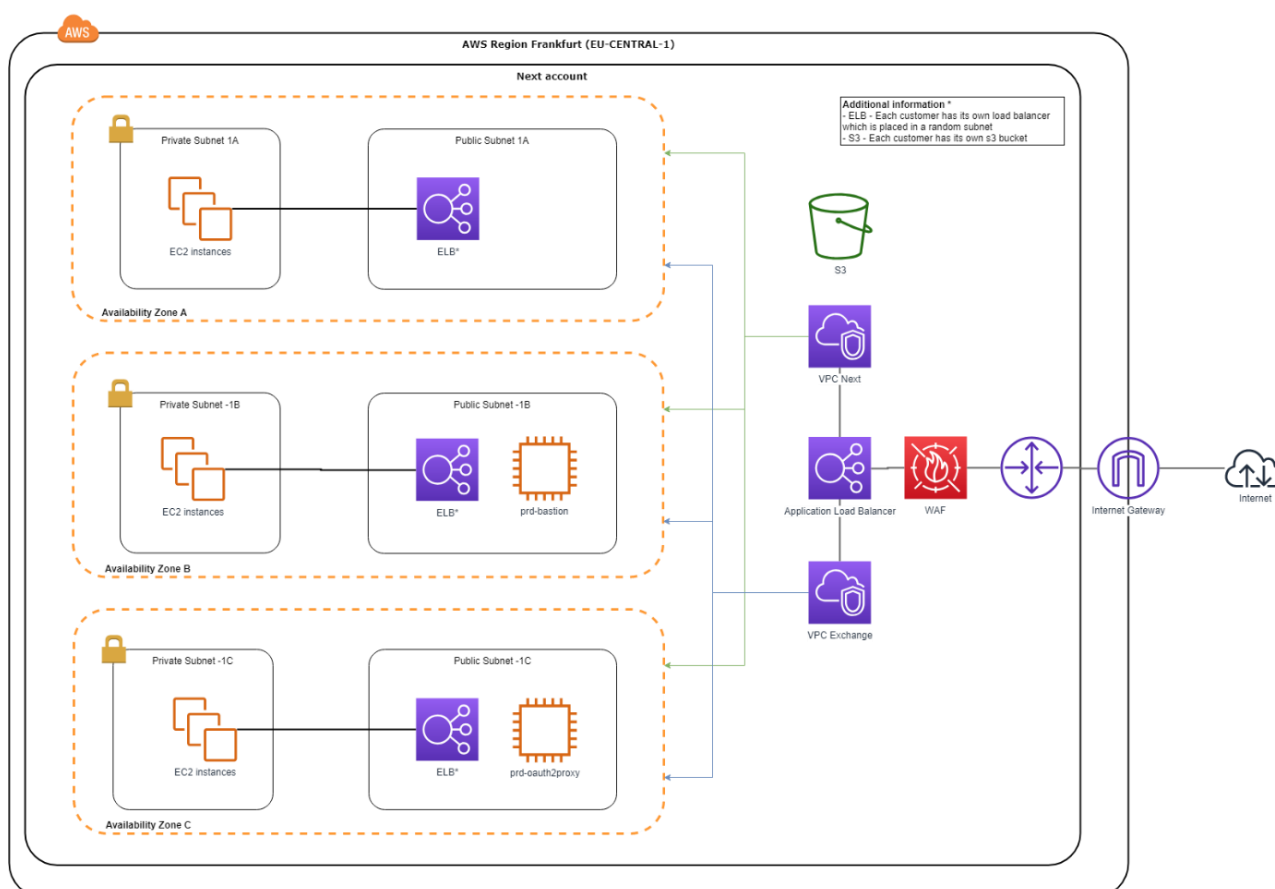 AWS
AWS Region Frankfurt (EU-CENTRAL-1)
Next account
Additional information *
- ELB - Each customer has its own load balancer
which is placed in a random subnet
- S3 - Each customer has its own s3 bucket
Private Subnet 1A
Public Subnet 1A
EC2 instances
ELB*
Availability Zone A
S3
VPC Next
Private Subnet -1B
Public Subnet -1B
EC2 instances
ELB*
prd-bastion
Availability Zone B
Application Load Balancer
WAF
Internet Gateway
Internet
VPC Exchange
Private Subnet -1C
Public Subnet -1C
EC2 instances
ELB*
prd-oauth2proxy
Availability Zone C